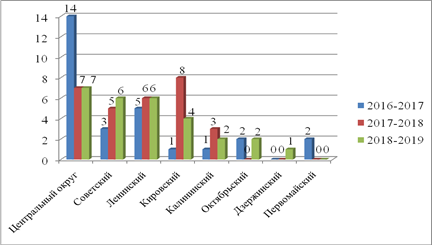 14
12
10
8
6
4
2
0
14 7 7
3 5 6
5 6 6
1 8 4
1 3 2
2 0 2
0 0 1
2 0 0
Центральный округ
Советский
Ленинский
Кировский
Калининский
Октябрьский
Дзержинский
Первомайский
2016-2017
2017-2018
2018-2019